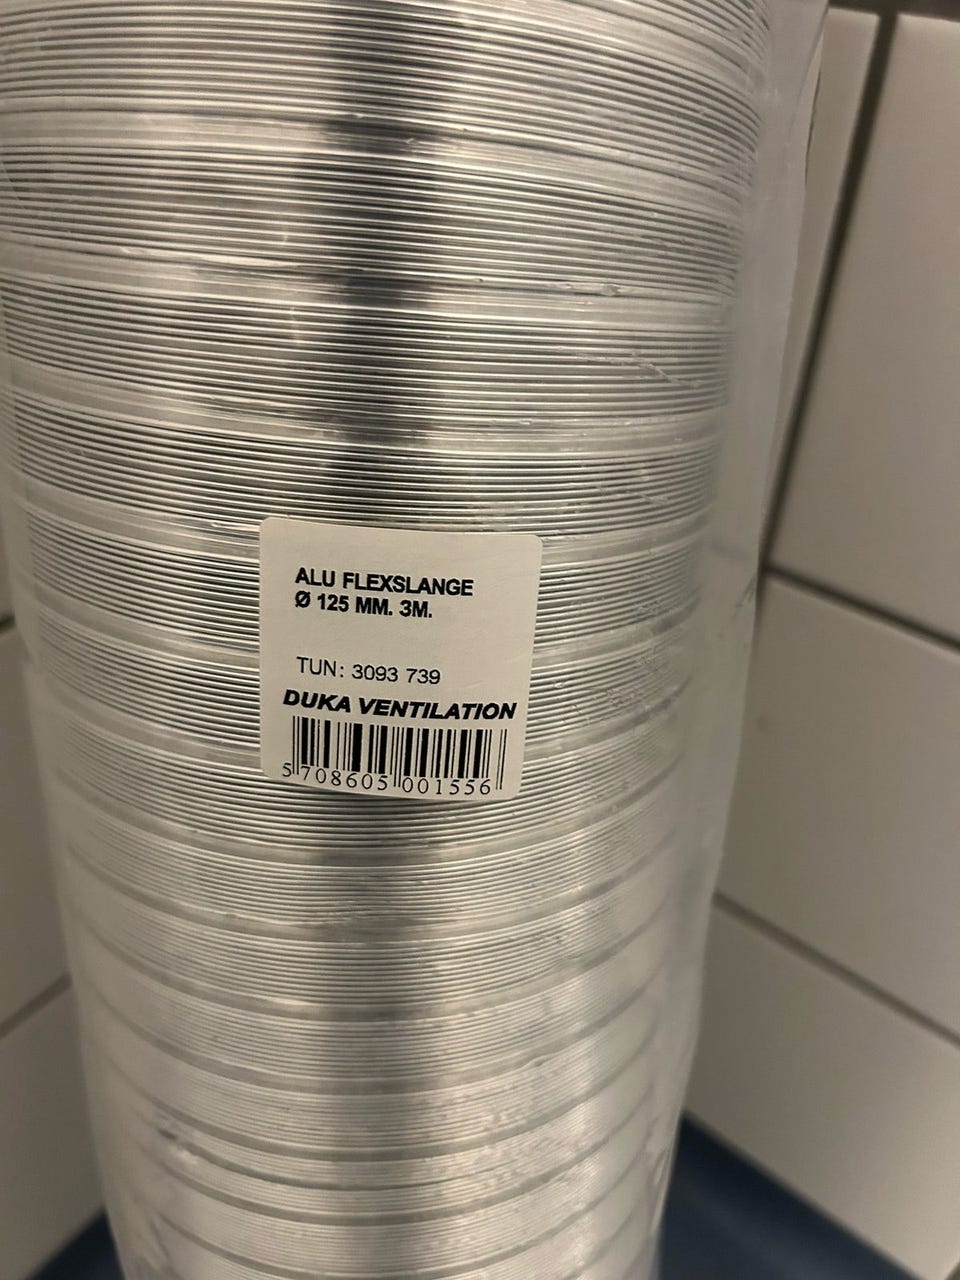 ALU FLEXSLANGE
Ø 125 MM. 3M.
TUN: 3093 739
DUKA VENTILATION
5 708605 001556